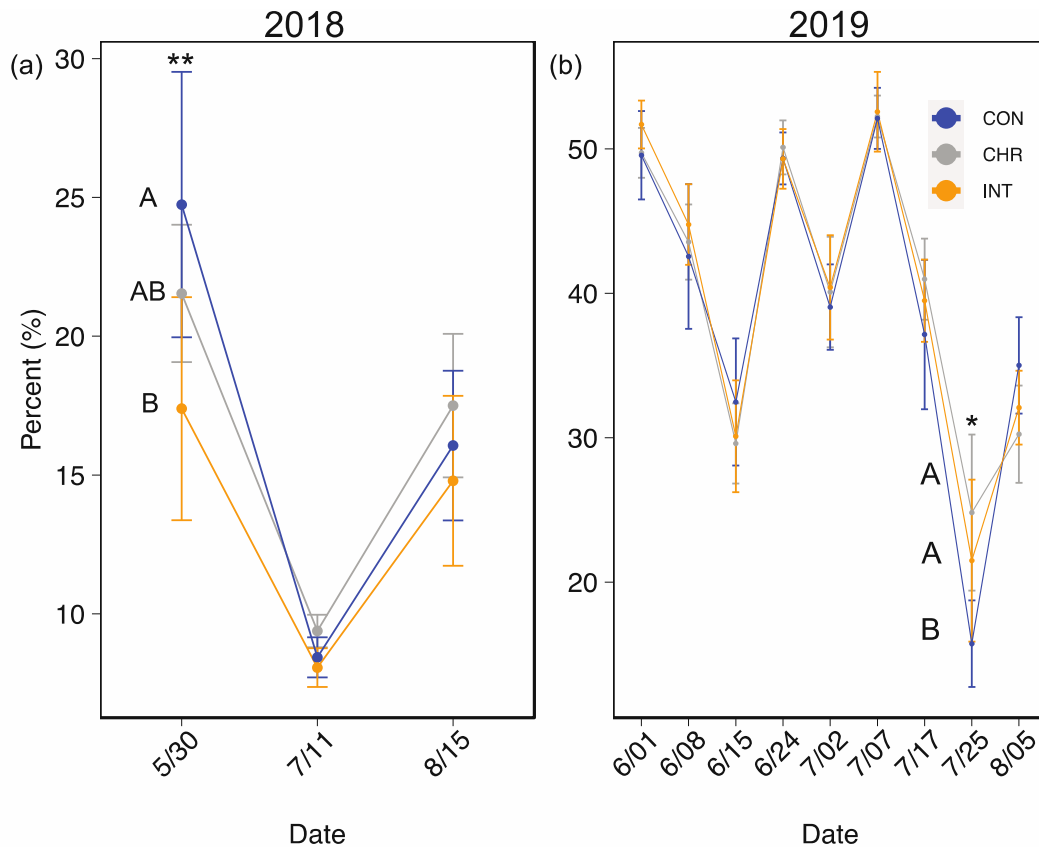 2018
2019
(a)
(b)
30
25
20
15
10
Percent (%)
**
A
AB
B
5/30
7/11
8/15
Date
50
40
30
20
CON
CHR
INT
*
A
A
B
6/01
6/08
6/15
6/24
7/02
7/07
7/17
7/25
8/05
Date